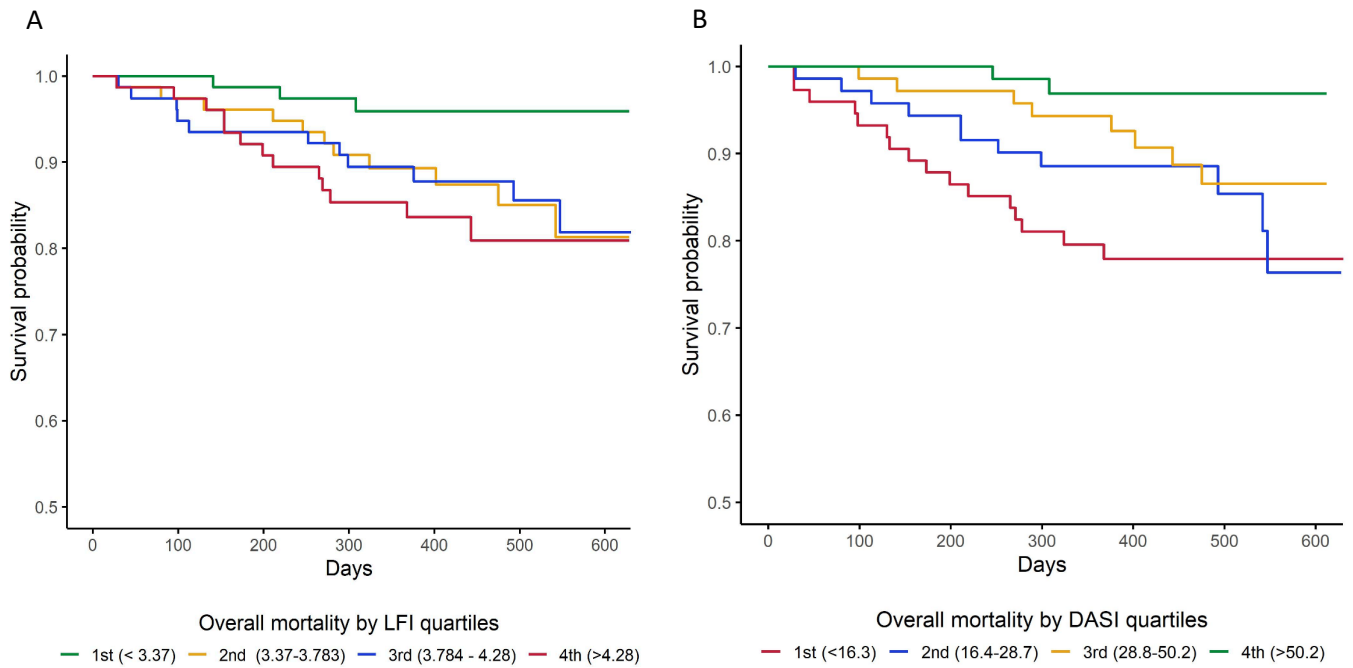 A
1.0
0.9
0.8
0.7
0.6
0.5
Survival probability
0 100 200 300 400 500 600
Days
Overall mortality by LFI quartiles
1st (< 3.37) 2nd (3.37-3.783) 3rd (3.784 - 4.28) 4th (>4.28)
B
1.0
0.9
0.8
0.7
0.6
0.5
Survival probability
0 100 200 300 400 500 600
Days
Overall mortality by DASI quartiles
1st (<16.3) 2nd (16.4-28.7) 3rd (28.8-50.2) 4th (>50.2)